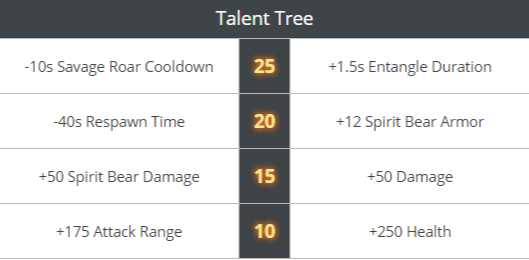 Talent Tree
-10s Savage Roar Cooldown 25 +1.5s Entangle Duration
-40s Respawn Time 20 +12 Spirit Bear Armor
+50 Spirit Bear Damage 15 +50 Damage
+175 Attack Range 10 +250 Health